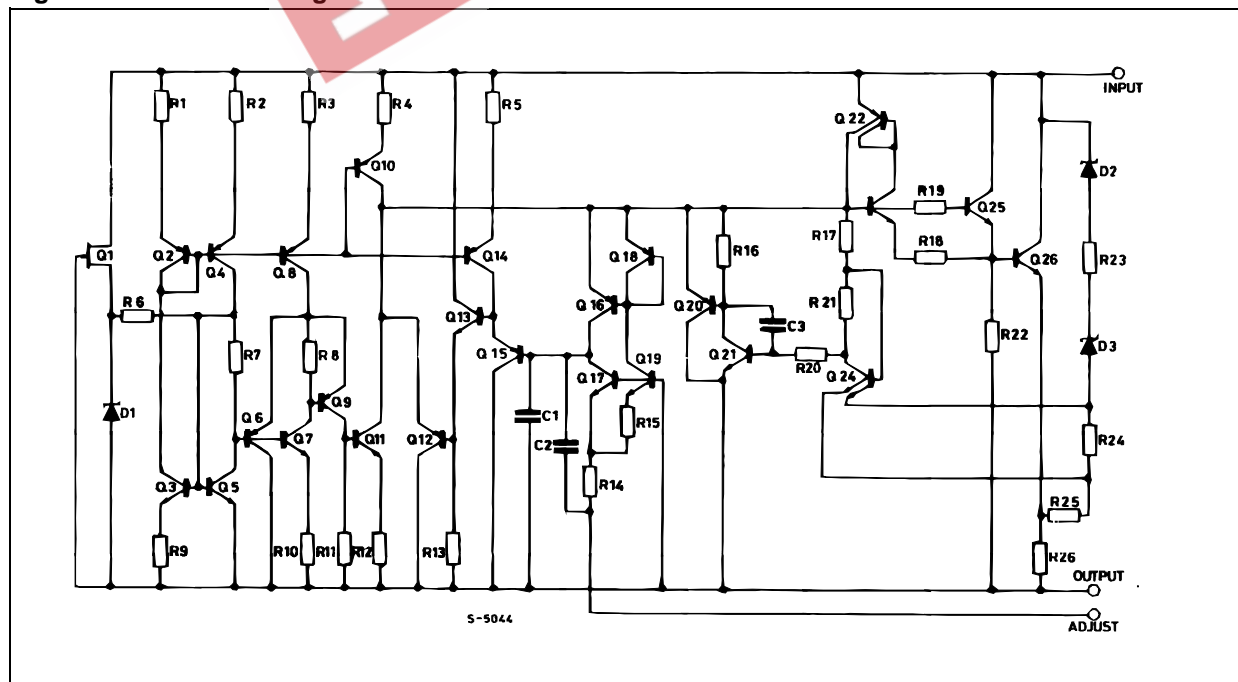 INPUT
R1
R2
R3
R4
R5
Q22
Q10
D2
R19
Q25
R17
R18
R16
Q1
Q2
Q4
Q8
Q14
Q18
Q26
R23
R6
Q13
Q16
Q20
C3
R21
R22
D3
R7
R8
Q15
Q19
Q21
R20
Q24
Q17
D1
Q6
Q9
C1
R15
Q7
Q11
Q12
C2
R24
Q3
Q5
R14
R25
R9
R10
R11
R12
R13
R26
OUTPUT
S-5044
ADJUST